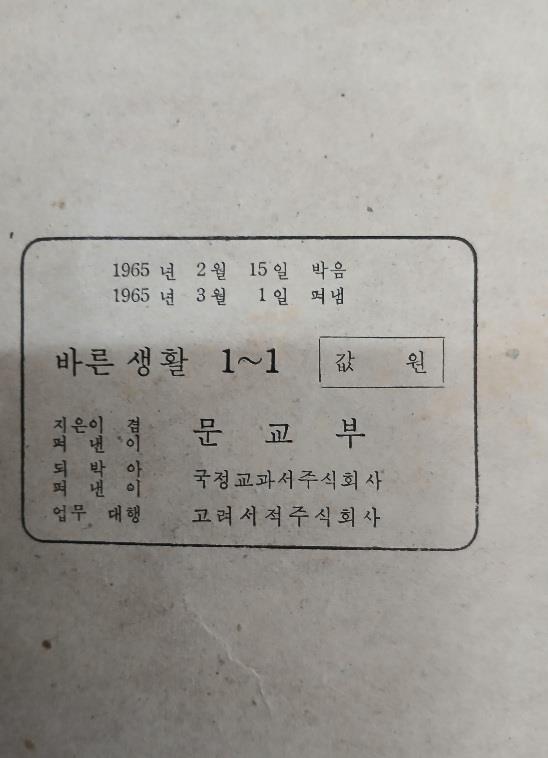 1965 년 2 월 15 일 박음
1965 년 3 월 1 일 펴냄
바른 생활 1~1
값 원
지은이 겸
펴 낸 이
문 교 부
되 박 아
펴 낸 이
국정교과서주식회사
업무 대행 고려서적주식회사